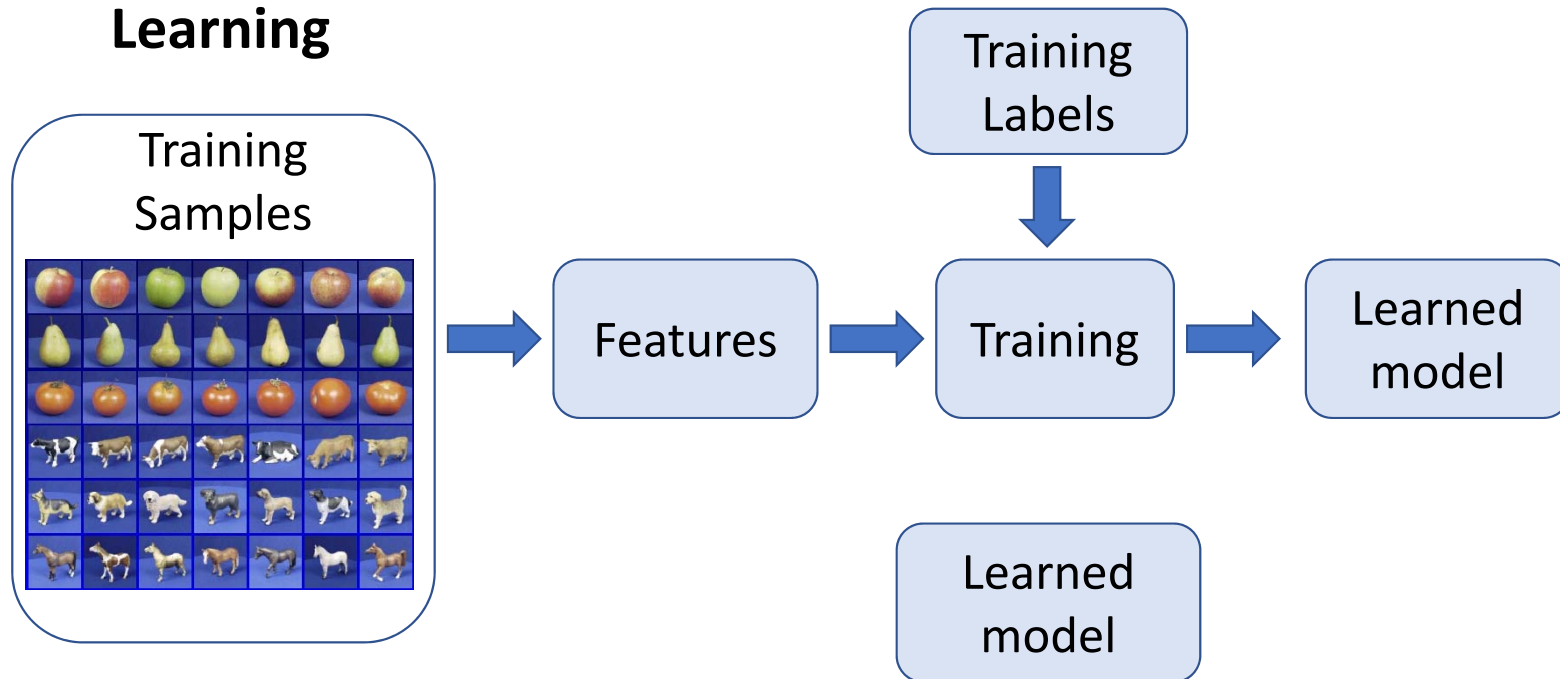 Learning
Training
Samples
Features
Training
Labels
Training
Learned
model
Learned
model